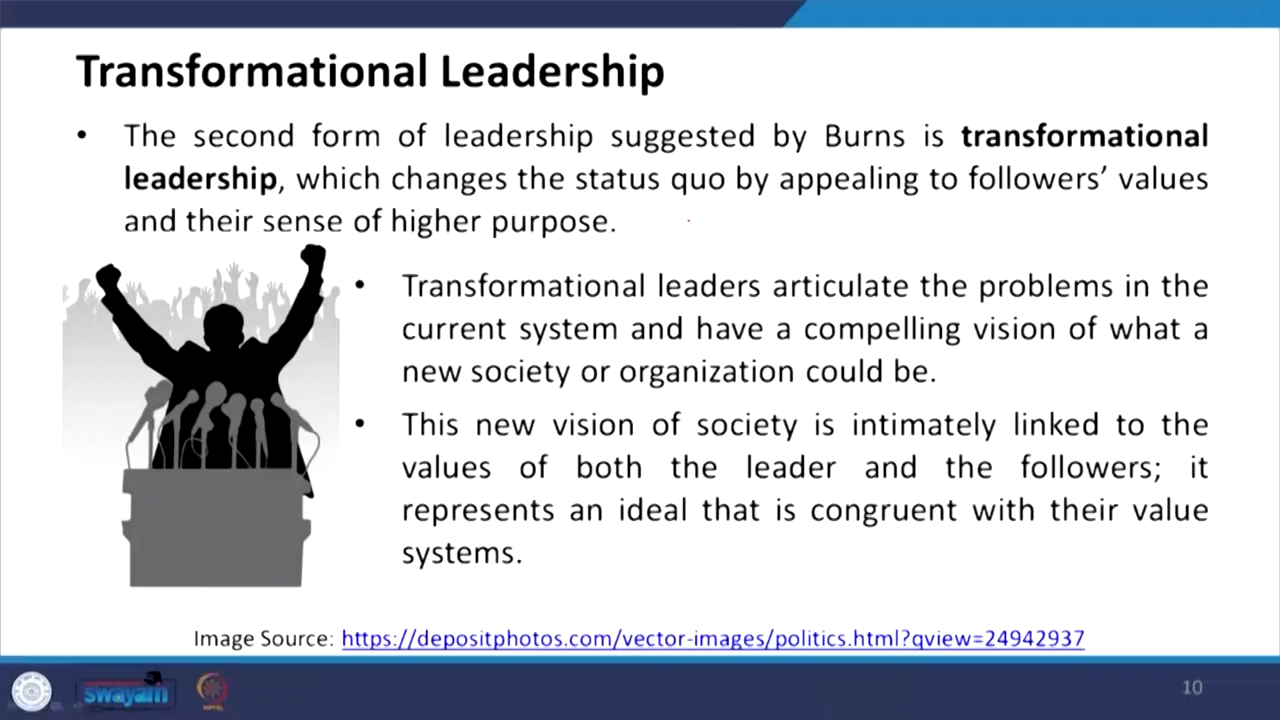 Transformational Leadership
• The second form of leadership suggested by Burns is transformational
leadership, which changes the status quo by appealing to followers’ values
and their sense of higher purpose.
• Transformational leaders articulate the problems in the
current system and have a compelling vision of what a
new society or organization could be.
• This new vision of society is intimately linked to the
values of both the leader and the followers; it
represents an ideal that is congruent with their value
systems.
Image Source: https://depositphotos.com/vector-images/politics.html?qview=24942937
swayam
10